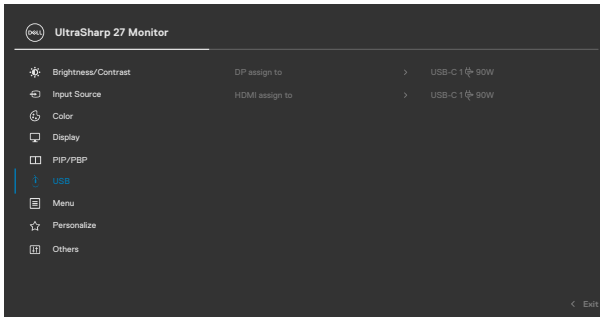 DELL UltraSharp 27 Monitor
Brightness/Contrast DP assign to > USB-C 1 90W
Input Source HDMI assign to > USB-C 1 90W
Color
Display
PIP/PBP
USB
Menu
Personalize
Others
< Exit